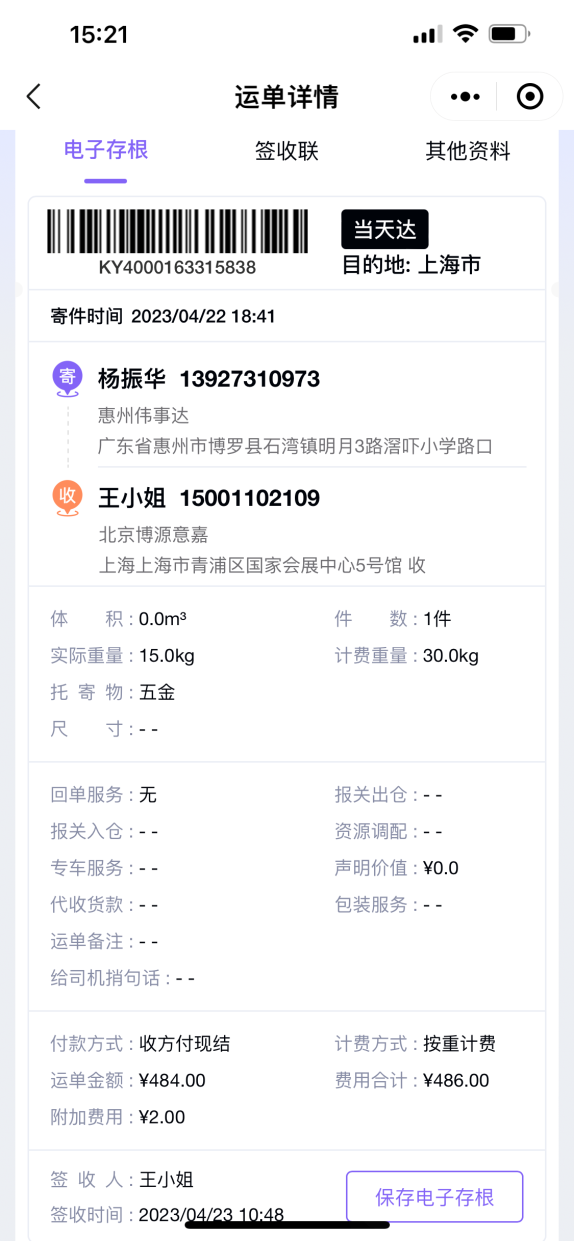 15:21
运单详情
电子存根 签收联 其他资料
当天达
KY4000163315838 目的地: 上海市
寄件时间 2023/04/22 18:41
寄 杨振华 13927310973
惠州伟事达
广东省惠州市博罗县石湾镇明月3路滘吓小学路口
收 王小姐 15001102109
北京博源意嘉
上海上海市青浦区国家会展中心5号馆 收
体 积 : 0.0m³ 件 数 : 1件
实际重量 : 15.0kg 计费重量 : 30.0kg
托 寄 物 : 五金
尺 寸 : - -
回单服务 : 无 报关出仓 : - -
报关入仓 : - - 资源调配 : - -
专车服务 : - - 声明价值 : ¥0.0
代收货款 : - - 包装服务 : - -
运单备注 : - -
给司机捎句话 : - -
付款方式 : 收方付现结 计费方式 : 按重计费
运单金额 : ¥484.00 费用合计 : ¥486.00
附加费用 : ¥2.00
签 收 人 : 王小姐
保存电子存根
签收时间 : 2023/04/23 10:48